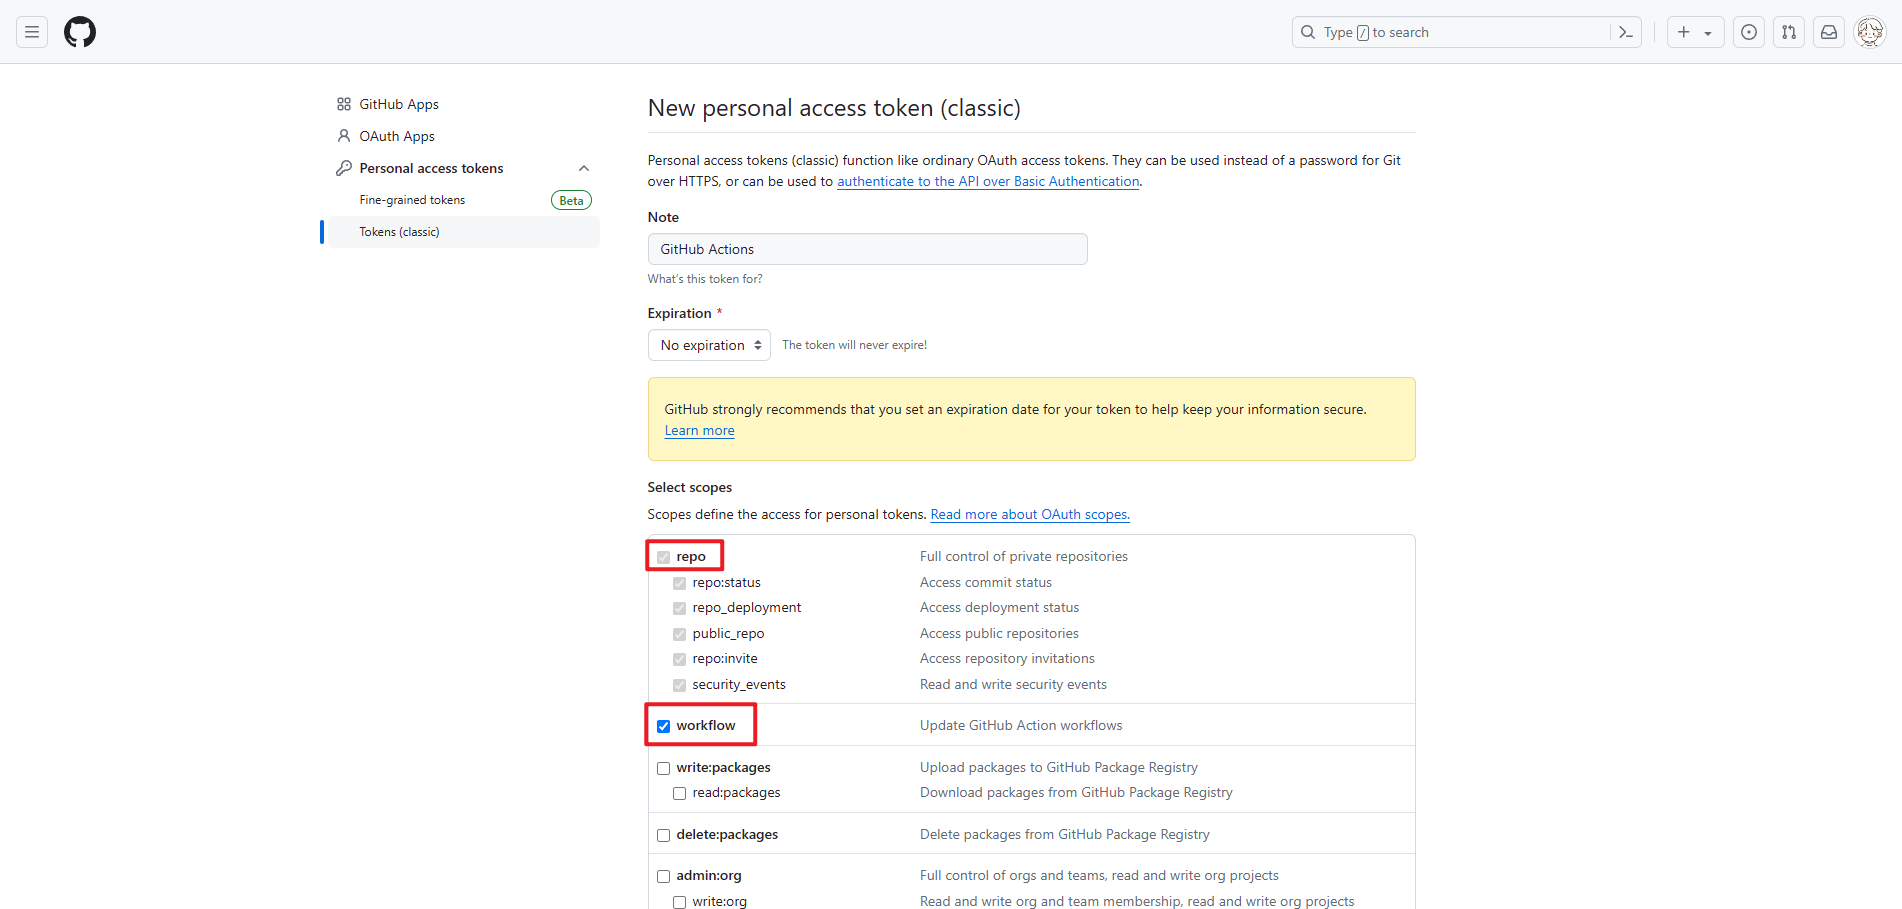 Type / to search
GitHub Apps
OAuth Apps
Personal access tokens
Fine-grained tokens
Beta
Tokens (classic)
New personal access token (classic)
Personal access tokens (classic) function like ordinary OAuth access tokens. They can be used instead of a password for Git
over HTTPS, or can be used to authenticate to the API over Basic Authentication.
Note
GitHub Actions
What's this token for?
Expiration *
No expiration
The token will never expire!
GitHub strongly recommends that you set an expiration date for your token to help keep your information secure.
Learn more
Select scopes
Scopes define the access for personal tokens. Read more about OAuth scopes.
repo Full control of private repositories
repo:status Access commit status
repo_deployment Access deployment status
public_repo Access public repositories
repo:invite Access repository invitations
security_events Read and write security events
workflow Update GitHub Action workflows
write:packages Upload packages to GitHub Package Registry
read:packages Download packages from GitHub Package Registry
delete:packages Delete packages from GitHub Package Registry
admin:org Full control of orgs and teams, read and write org projects
write:org Read and write org and team membership, read and write org projects